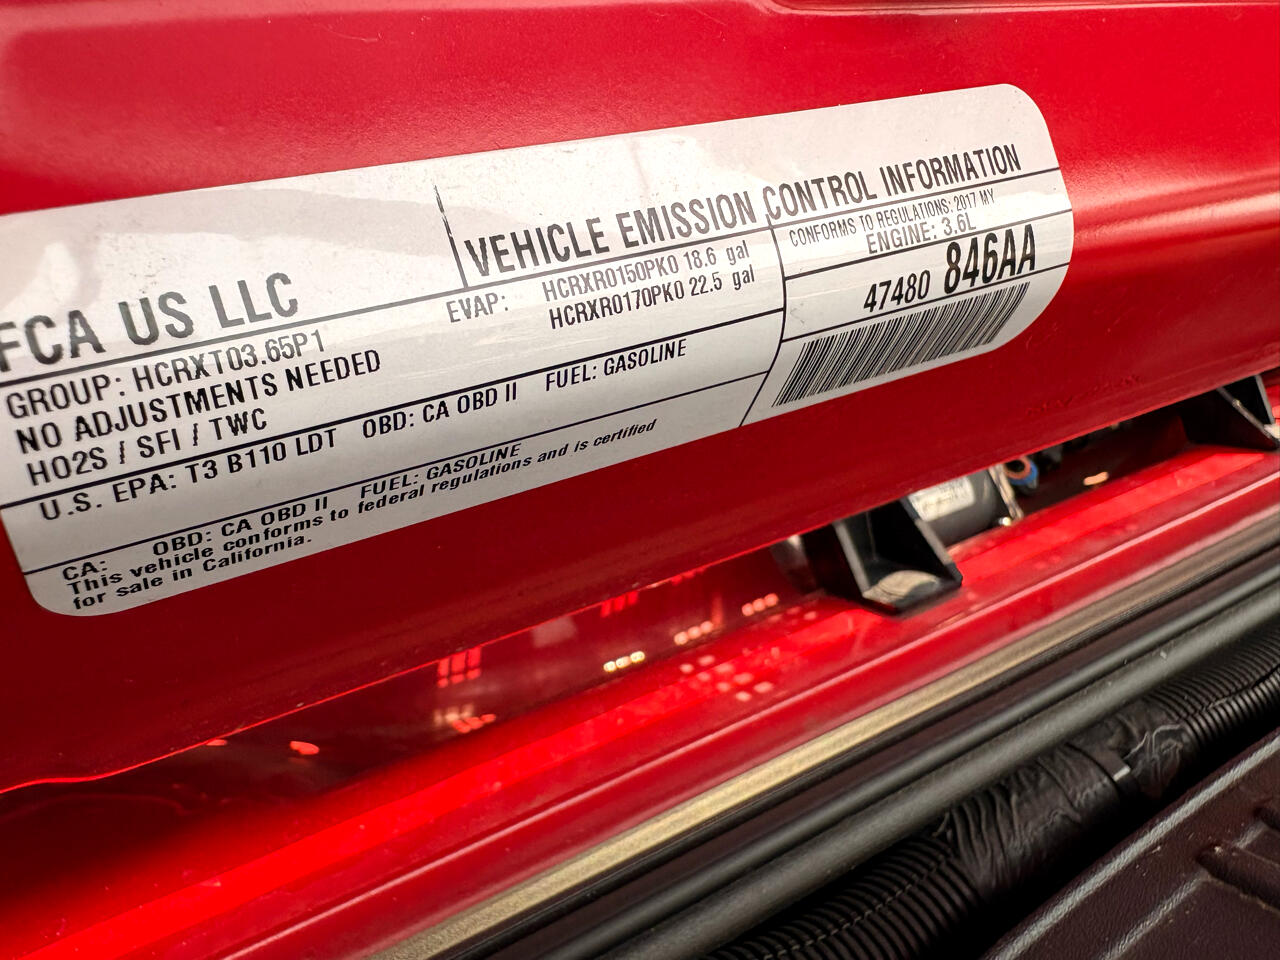 FCA US LLC
VEHICLE EMISSION CONTROL INFORMATION
GROUP: HCRXT03.65P1
NO ADJUSTMENTS NEEDED
HO2S / SFI / TWC
EVAP: HCRXR0150PK0 18.6 gal
HCRXR0170PK0 22.5 gal
CONFORMS TO REGULATIONS: 2017 MY
ENGINE: 3.6L
47480 846AA
U.S. EPA: T3 B110 LDT OBD: CA OBD II FUEL: GASOLINE
CA: OBD: CA OBD II FUEL: GASOLINE
This vehicle conforms to federal regulations and is certified
for sale in California.